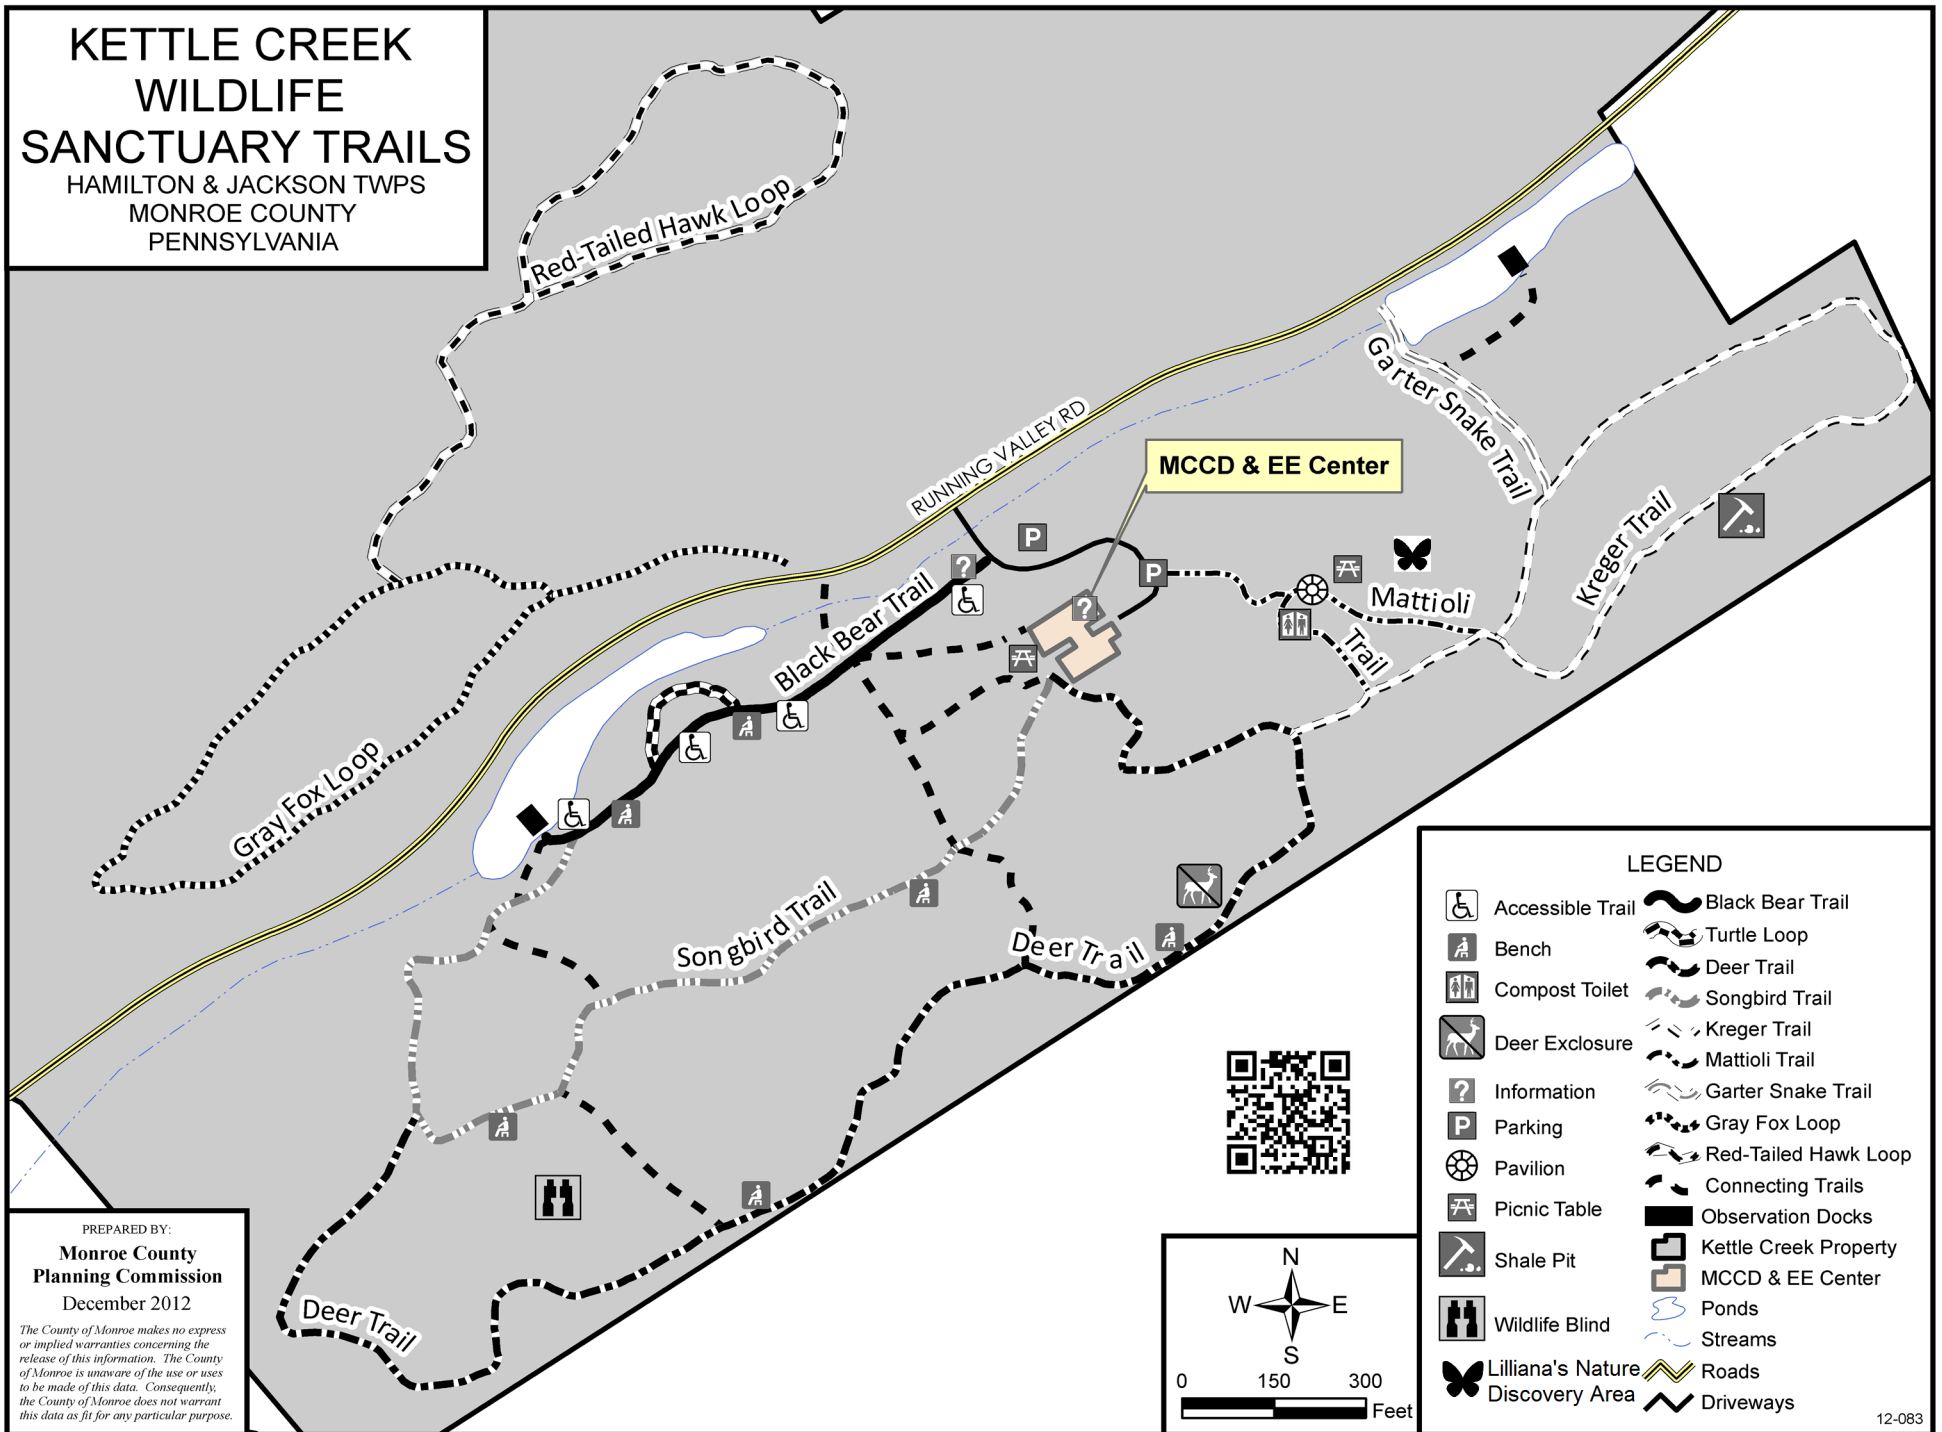 KETTLE CREEK
WILDLIFE
SANCTUARY TRAILS
HAMILTON & JACKSON TWPS
MONROE COUNTY
PENNSYLVANIA
Red-Tailed Hawk Loop
Garter Snake Trail
RUNNING VALLEY RD
MCCD & EE Center
P
?
Black Bear Trail
P
Mattioli
Trail
Kreger Trail
?
Gray Fox Loop
Songbird Trail
Deer Trail
Deer Trail
LEGEND
Accessible Trail
Bench
Compost Toilet
Deer Exclosure
? Information
P Parking
Pavilion
Picnic Table
Shale Pit
Wildlife Blind
Lilliana's Nature
Discovery Area
Black Bear Trail
Turtle Loop
Deer Trail
Songbird Trail
Kreger Trail
Mattioli Trail
Garter Snake Trail
Gray Fox Loop
Red-Tailed Hawk Loop
Connecting Trails
Observation Docks
Kettle Creek Property
MCCD & EE Center
Ponds
Streams
Roads
Driveways
12-083
N
W E
S
0 150 300
Feet
PREPARED BY:
Monroe County
Planning Commission
December 2012
The County of Monroe makes no express
or implied warranties concerning the
release of this information. The County
of Monroe is unaware of the use or uses
to be made of this data. Consequently,
the County of Monroe does not warrant
this data as fit for any particular purpose.